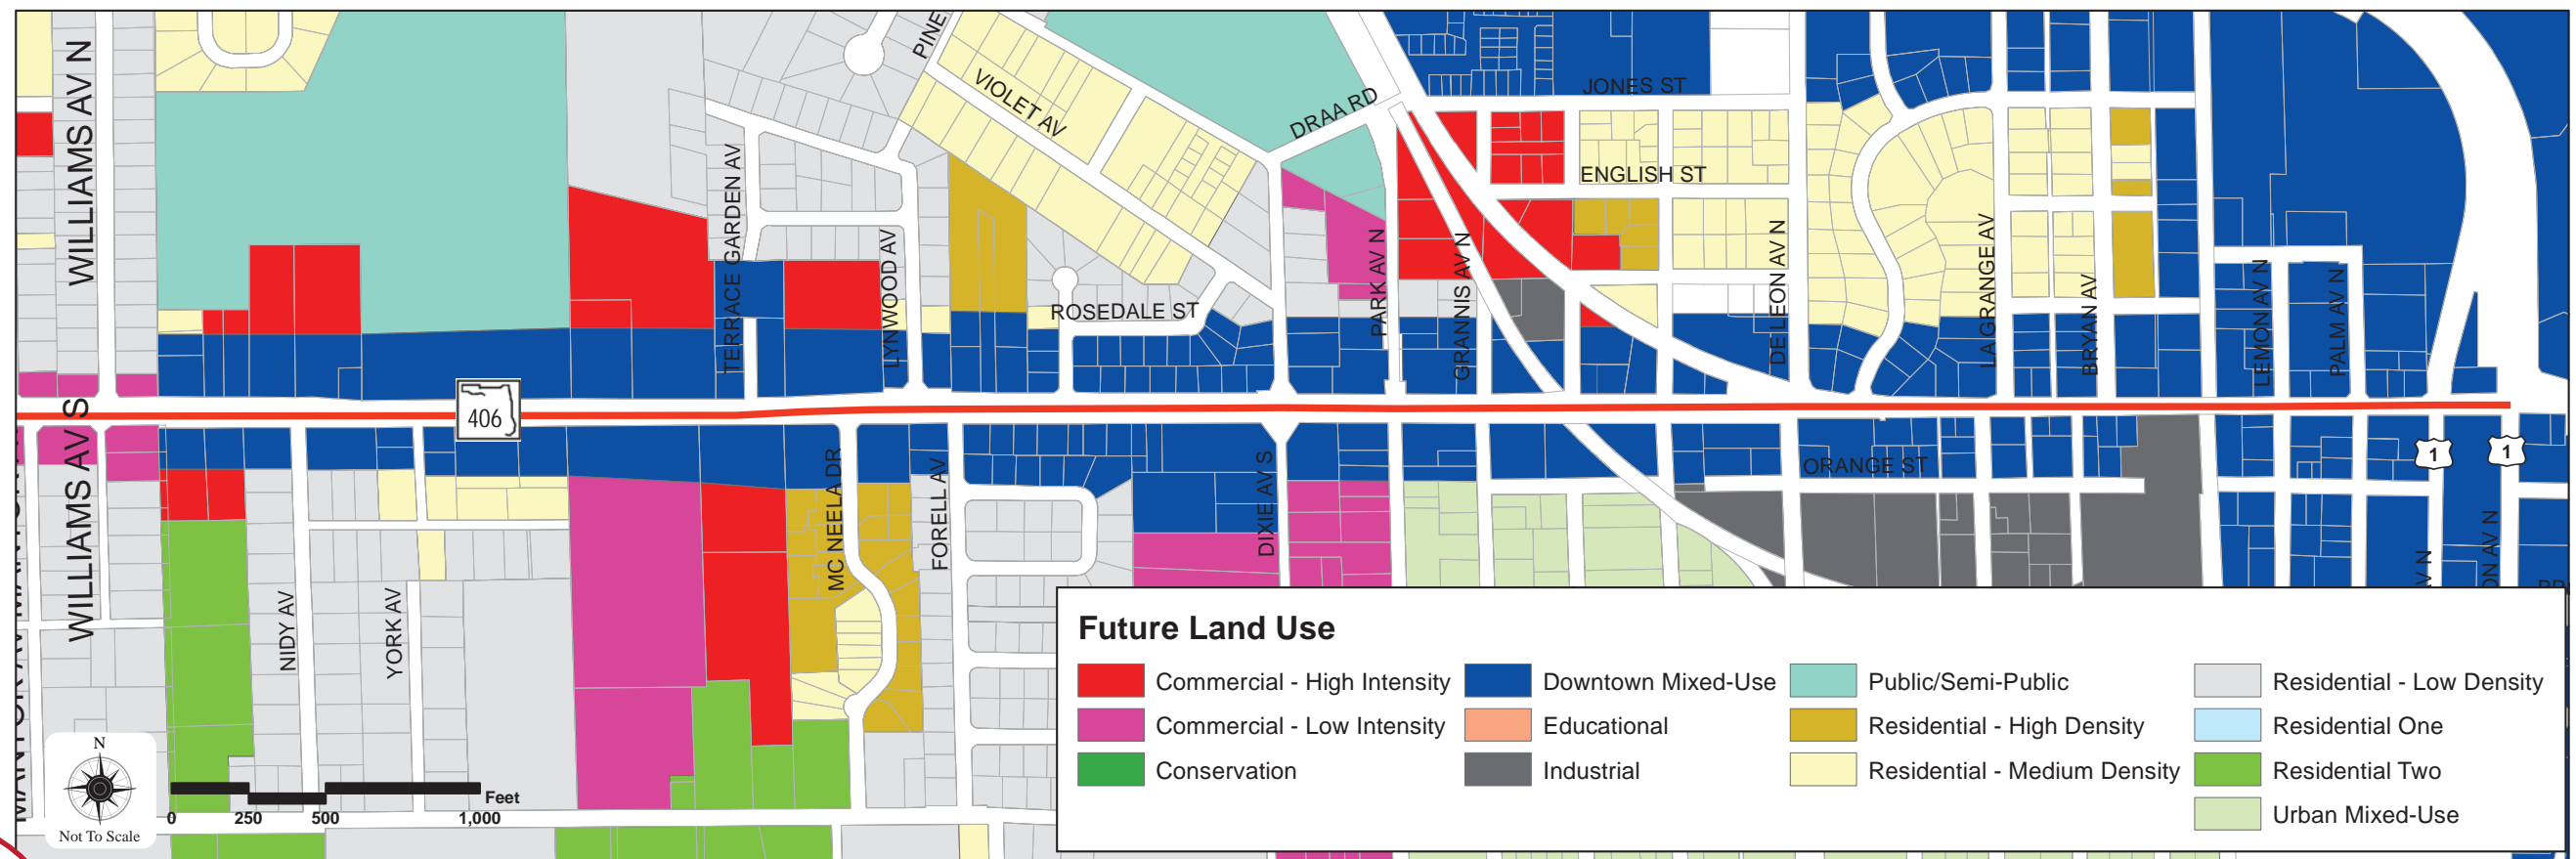 WILLIAMS AV N
PINE
VIOLET AV
DRAA RD
JONES ST
ENGLISH ST
TERRACE GARDEN AV
LYNWOOD AV
ROSEDALE ST
PARK AV N
GRANNIS AV N
DE LEON AV N
LA GRANGE AV
BRYAN AV
LEMON AV N
PALM AV N
406
WILLIAMS AV S
NIDY AV
YORK AV
MC NEELA DR
FORELL AV
DIXIE AV S
ORANGE ST
1
1
AV N
ON AV N
Future Land Use
Commercial - High Intensity
Commercial - Low Intensity
Conservation
Downtown Mixed-Use
Educational
Industrial
Public/Semi-Public
Residential - High Density
Residential - Medium Density
Residential - Low Density
Residential One
Residential Two
Urban Mixed-Use
N
Not To Scale
0 250 500 1,000
Feet